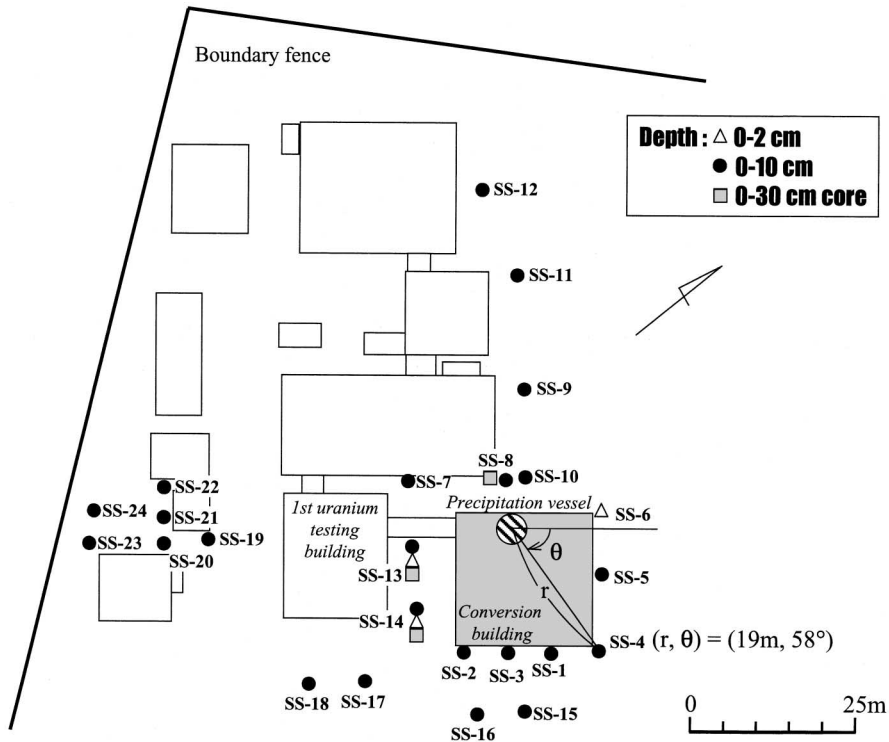 Boundary fence
Depth : △ 0-2 cm
● 0-10 cm
0-30 cm core
SS-12
SS-11
SS-9
SS-8
SS-7
SS-10
SS-22
SS-24
SS-21
1st uranium
testing
building
Precipitation vessel
SS-6
SS-23
SS-19
SS-20
θ
SS-13
SS-5
r
SS-14
Conversion
building
SS-4 (r, θ) = (19m, 58°)
SS-2
SS-3
SS-1
SS-18
SS-17
SS-16
SS-15
0 25m